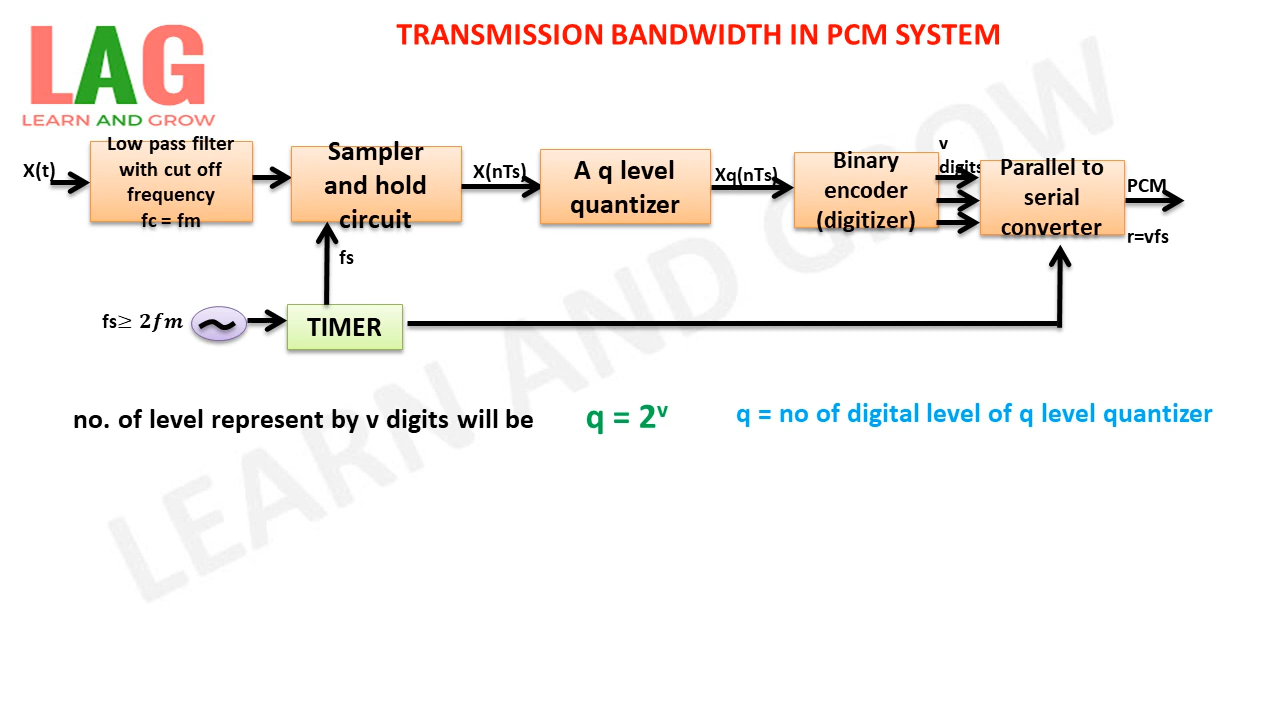 LAG
LEARN AND GROW
TRANSMISSION BANDWIDTH IN PCM SYSTEM
X(t)
Low pass filter
with cut off
frequency
fc = fm
Sampler
and hold
circuit
X(nTs)
A q level
quantizer
Xq(nTs)
Binary
encoder
(digitizer)
v
digits
Parallel to
serial
converter
PCM
r=vfs
fs
fs≥ 2fm
TIMER
no. of level represent by v digits will be
q = 2ᵛ
q = no of digital level of q level quantizer
LEARN AND GROW